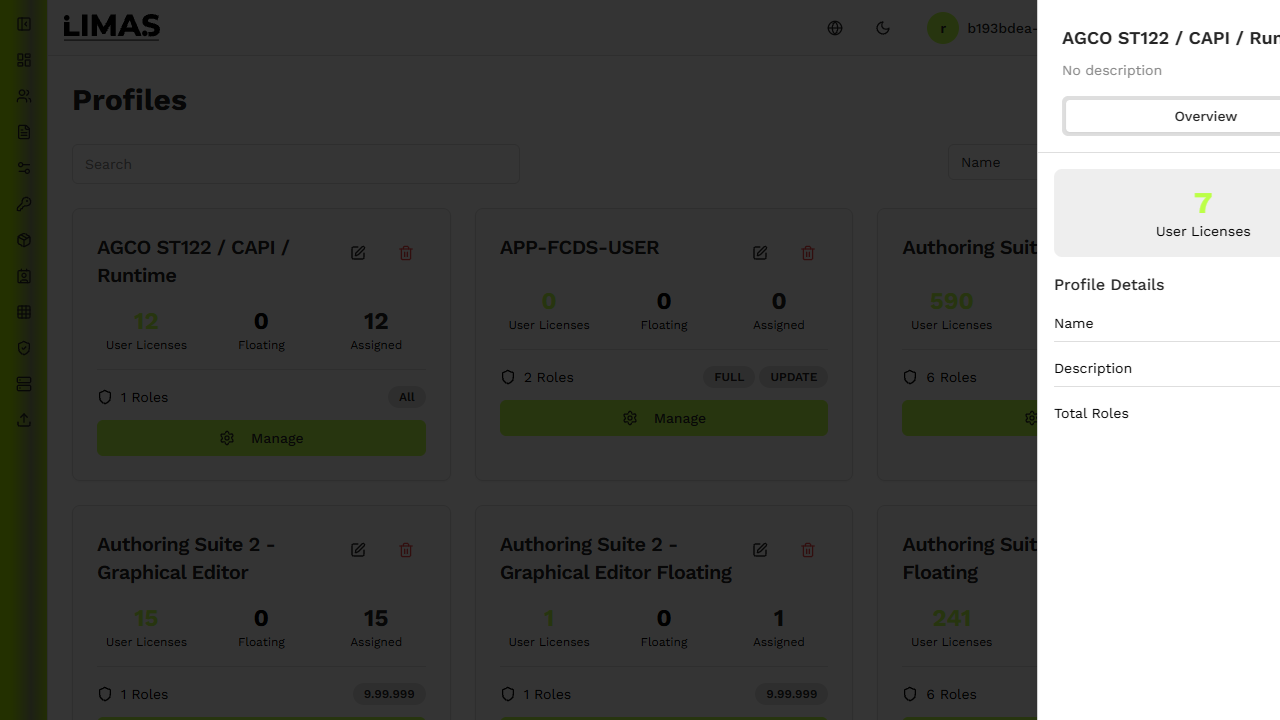 LIMAS
r
b193bdea-
Profiles
Search
Name
AGCO ST122 / CAPI /
Runtime
12
User Licenses
0
Floating
12
Assigned
1 Roles
All
Manage
APP-FCDS-USER
0
User Licenses
0
Floating
0
Assigned
2 Roles
FULL
UPDATE
Manage
Authoring Suit
590
User Licenses
6 Roles
Authoring Suite 2 -
Graphical Editor
15
User Licenses
0
Floating
15
Assigned
1 Roles
9.99.999
Authoring Suite 2 -
Graphical Editor Floating
1
User Licenses
0
Floating
1
Assigned
1 Roles
9.99.999
Authoring Suit
Floating
241
User Licenses
6 Roles
AGCO ST122 / CAPI / Run
No description
Overview
7
User Licenses
Profile Details
Name
Description
Total Roles